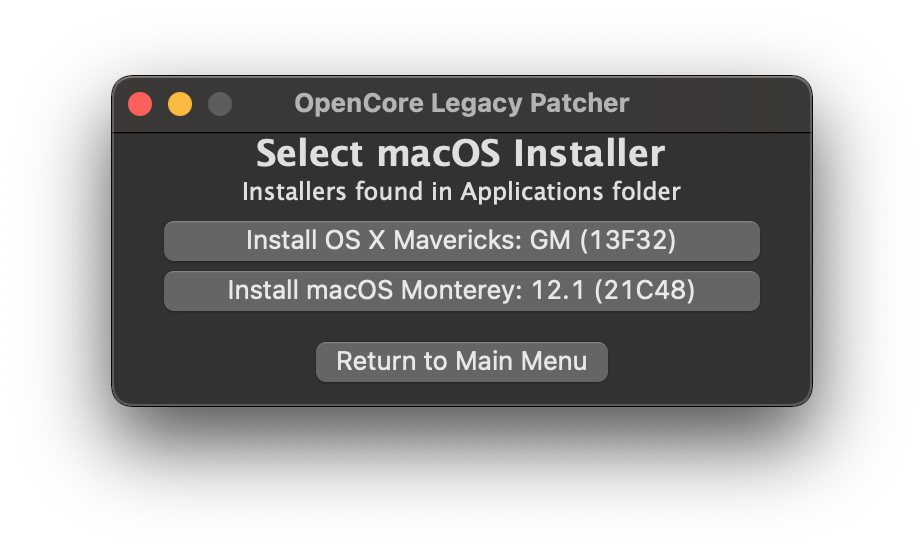 OpenCore Legacy Patcher
Select macOS Installer
Installers found in Applications folder
Install OS X Mavericks: GM (13F32)
Install macOS Monterey: 12.1 (21C48)
Return to Main Menu